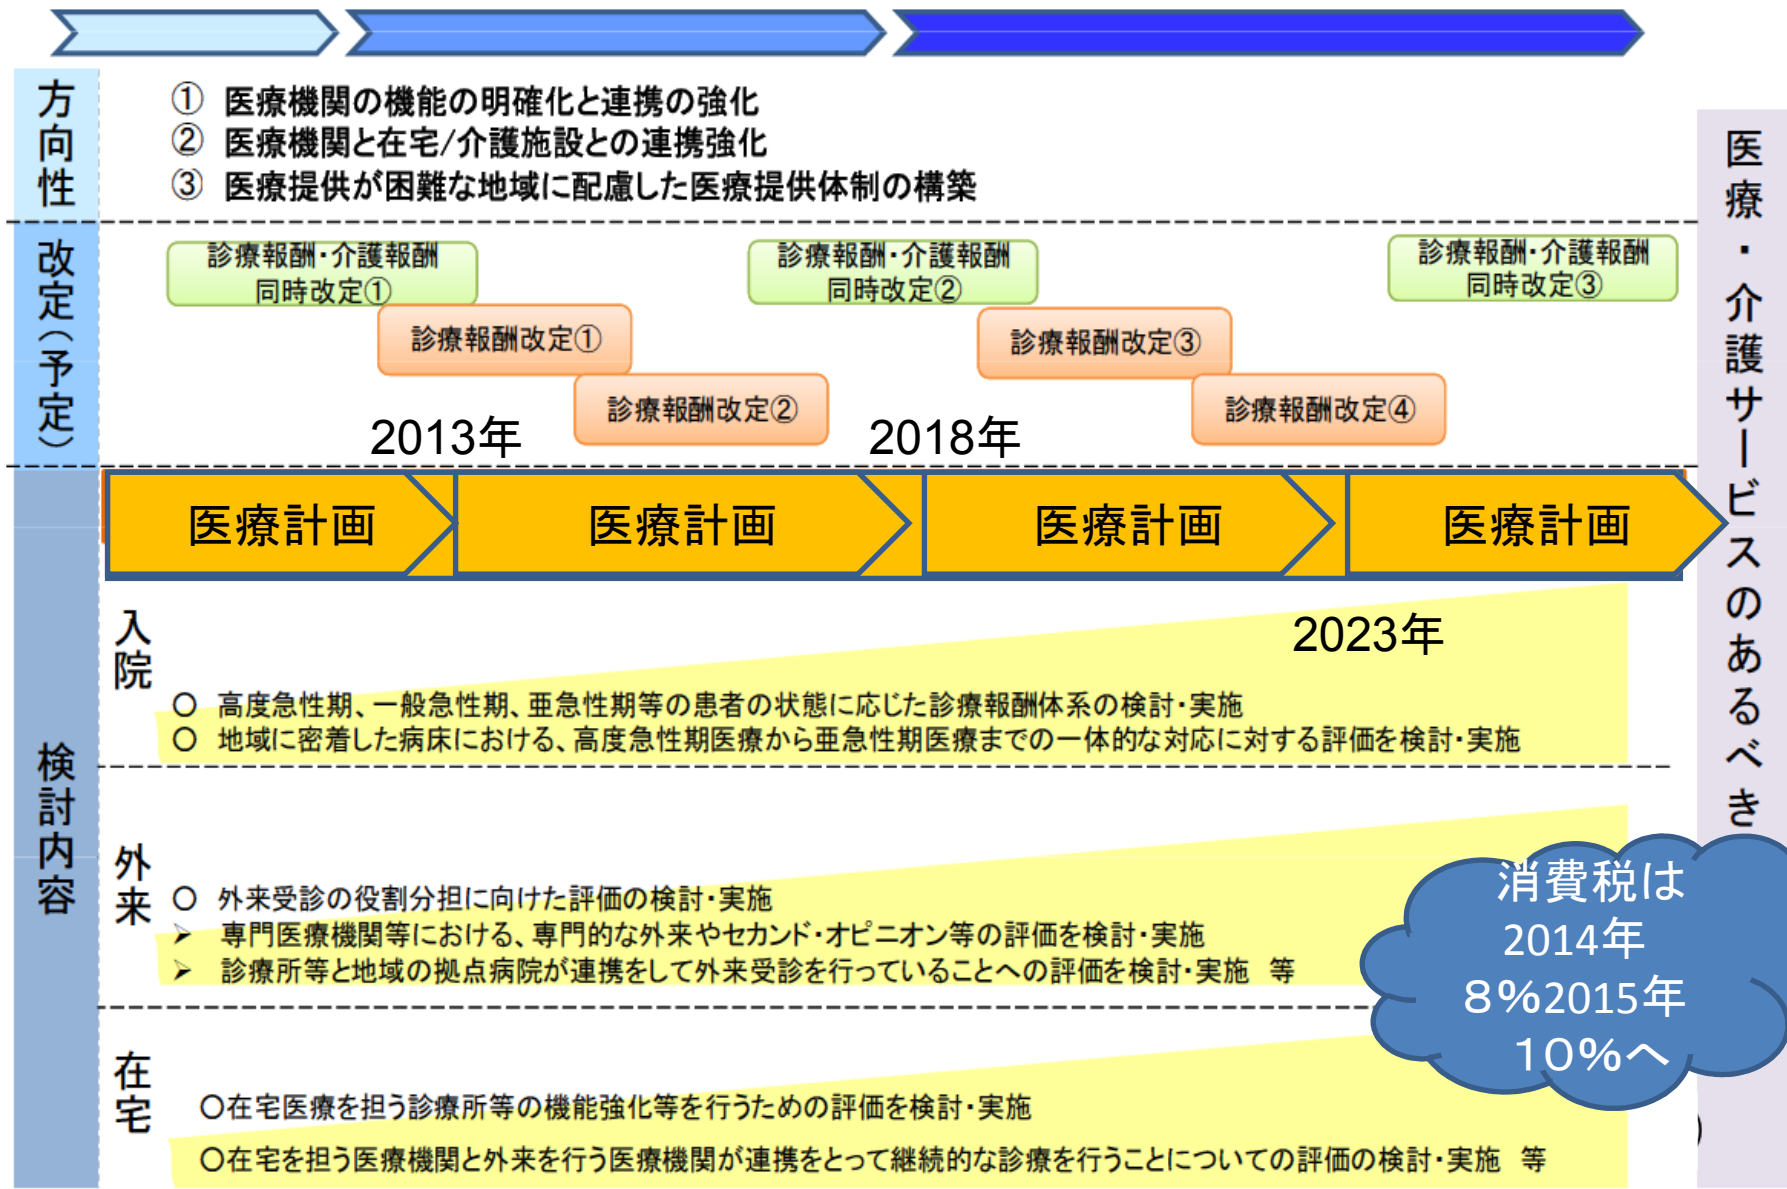 方向性
① 医療機関の機能の明確化と連携の強化
② 医療機関と在宅/介護施設との連携強化
③ 医療提供が困難な地域に配慮した医療提供体制の構築
改定(予定)
診療報酬・介護報酬
同時改定①
診療報酬・介護報酬
同時改定②
診療報酬・介護報酬
同時改定③
診療報酬改定①
診療報酬改定③
診療報酬改定②
診療報酬改定④
2013年
2018年
医療計画
医療計画
医療計画
医療計画
2023年
検討内容
入院
○ 高度急性期、一般急性期、亜急性期等の患者の状態に応じた診療報酬体系の検討・実施
○ 地域に密着した病床における、高度急性期医療から亜急性期医療までの一体的な対応に対する評価を検討・実施
外来
○ 外来受診の役割分担に向けた評価の検討・実施
➢ 専門医療機関等における、専門的な外来やセカンド・オピニオン等の評価を検討・実施
➢ 診療所等と地域の拠点病院が連携をして外来受診を行っていることへの評価を検討・実施 等
在宅
○在宅医療を担う診療所等の機能強化等を行うための評価を検討・実施
○在宅を担う医療機関と外来を行う医療機関が連携をとって継続的な診療を行うことについての評価の検討・実施 等
医療・介護サービスのあるべき
消費税は
2014年
8%2015年
10%へ
)